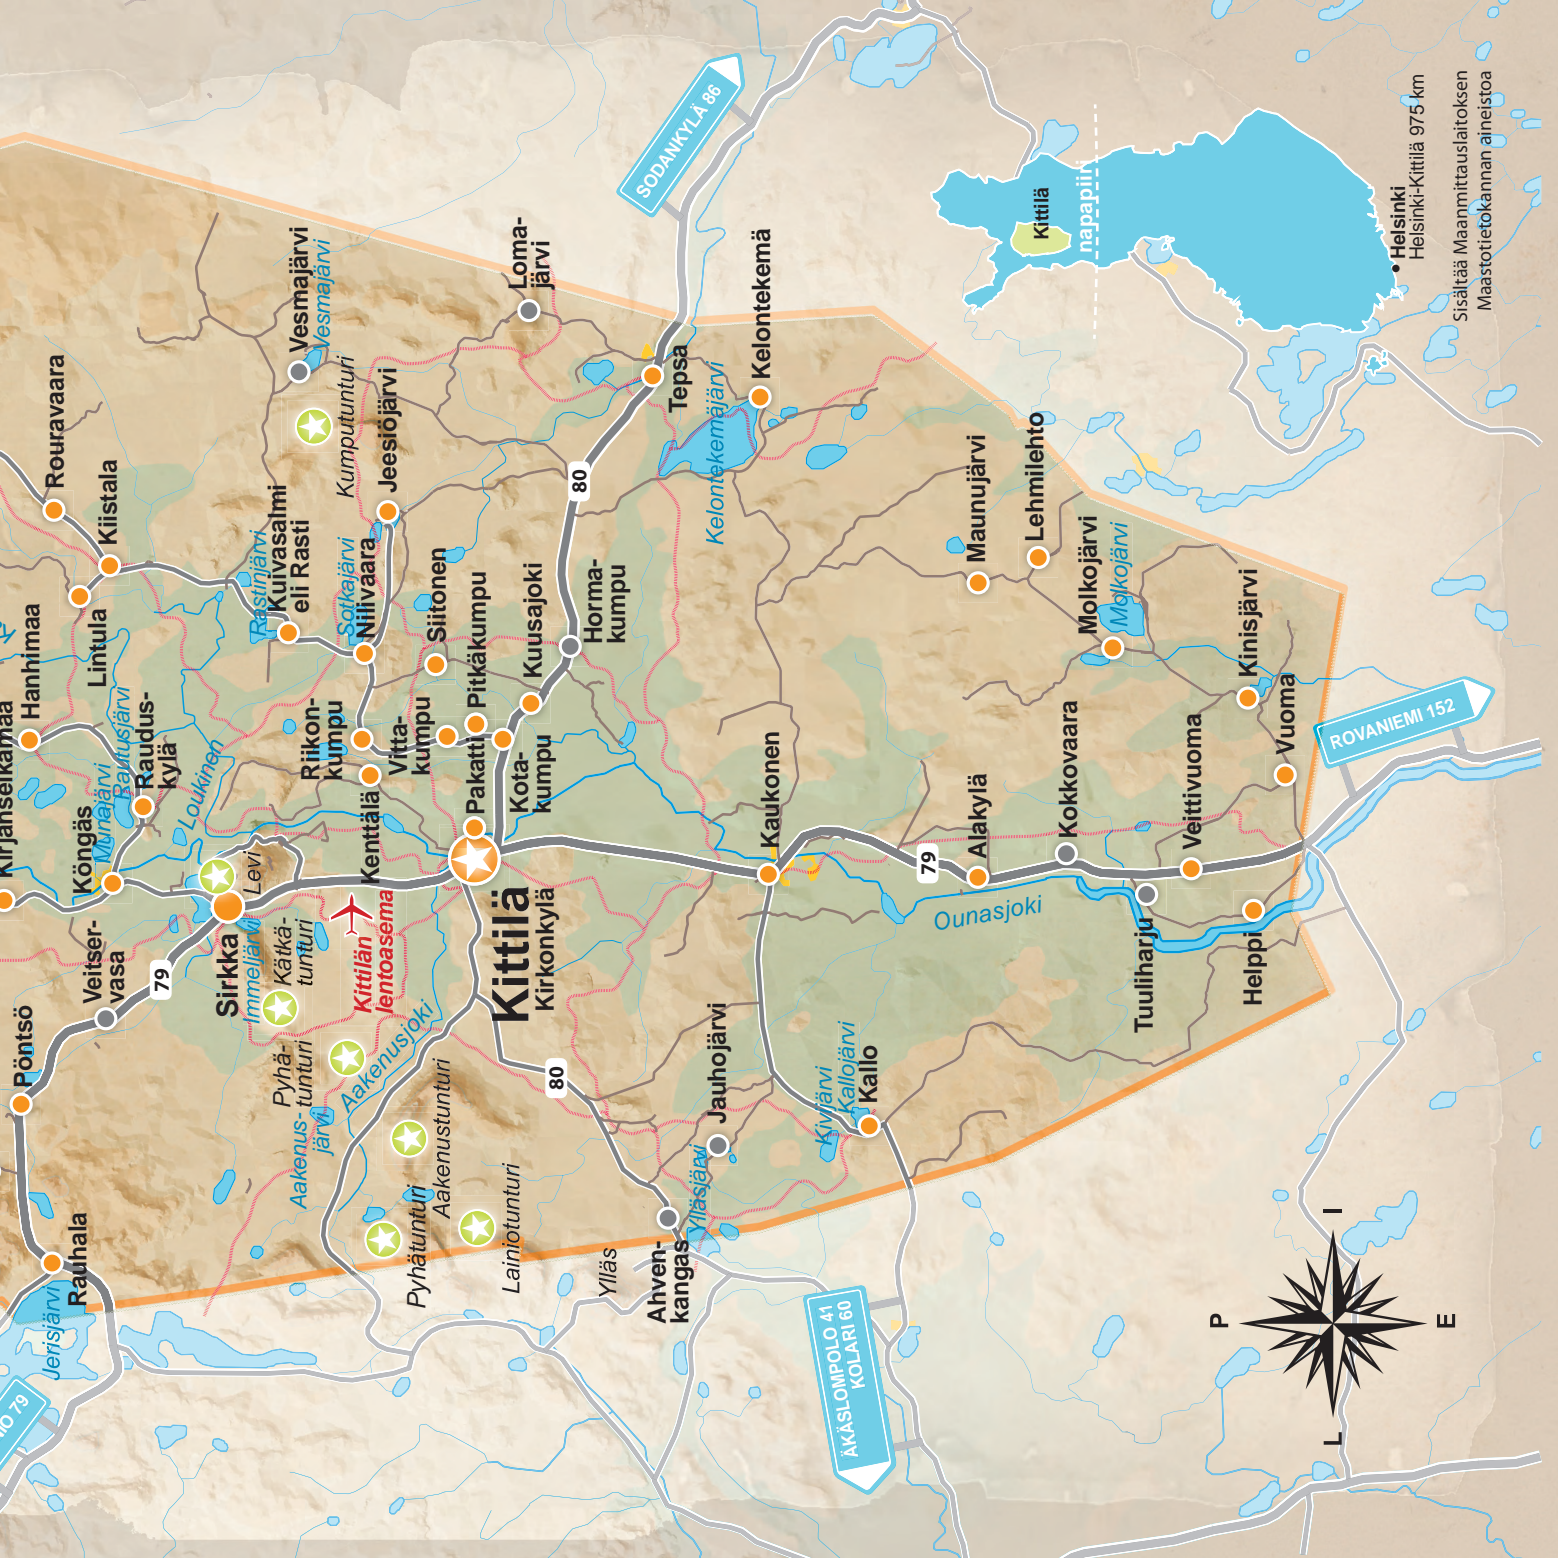 Rouravaara
Kiistala
Lintula
Hanhimaa
Raudus-
kylä
Rautusjärvi
Munajärvi
Köngäs
Loukinen
Veitser-
vasa
79
Pöntsö
Rauhala
Jerisjärvi
Vesmajärvi
Vesmajärvi
Kumputunturi
Jeesiöjärvi
Rastinjärvi
Kuivasalmi
eli Rasti
Sotkajärvi
Niilivaara
Siitonen
Riikon-
kumpu
Vitta-
kumpu
Pitkäkumpu
Kuusajoki
Horma-
kumpu
Pakatti
Kota-
kumpu
Kenttälä
Levi
Sirkka
Immeljärvi
Kätkä-
tunturi
Kittilän
lentoasema
Kittilä
Kirkonkylä
Pyhä-
tunturi
Aakenus-
järvi
Aakenusjoki
Aakenustunturi
Pyhätunturi
Lainiotunturi
Ylläs
80
Loma-
järvi
Tepsa
80
SODANKYLÄ 86
Kelontekemä
Kelontekemäjärvi
Maunujärvi
Lehmilehto
Molkojärvi
Molkojärvi
Kinisjärvi
Vuoma
Kaukonen
79
Alakylä
Kokkovaara
Veittivuoma
Ounasjoki
Tuuliharju
Helppi
ROVANIEMI 152
Jauhojärvi
Kivijärvi
Kallojärvi
Kallo
Ylläsjärvi
Ahven-
kangas
ÄKÄSLOMPOLO 41
KOLARI 60
Kittilä
napapiiri
Helsinki
Helsinki-Kittilä 975 km
Sisältää Maanmittauslaitoksen
Maastotietokannan aineistoa
P
I
E
L